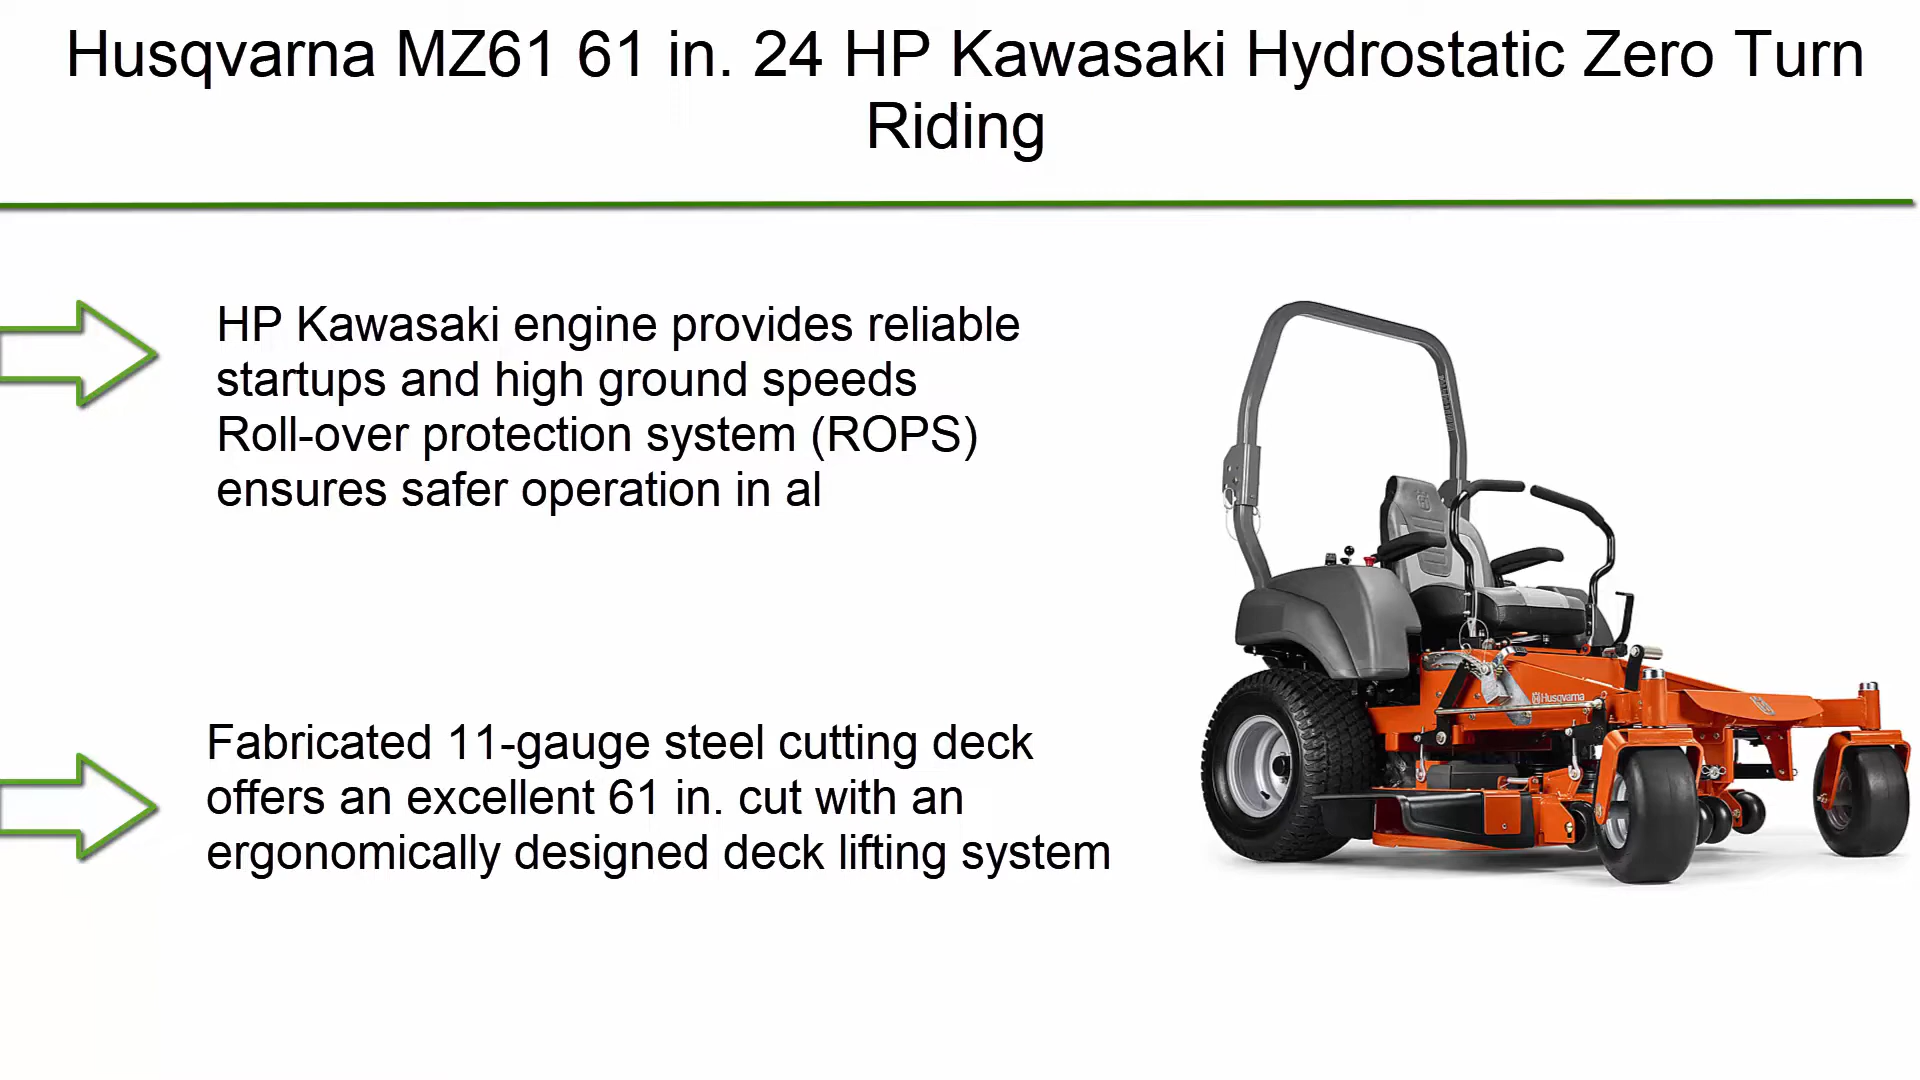 Husqvarna MZ61 61 in. 24 HP Kawasaki Hydrostatic Zero Turn
Riding
HP Kawasaki engine provides reliable
startups and high ground speeds
Roll-over protection system (ROPS)
ensures safer operation in al
Fabricated 11-gauge steel cutting deck
offers an excellent 61 in. cut with an
ergonomically designed deck lifting system
Husqvarna